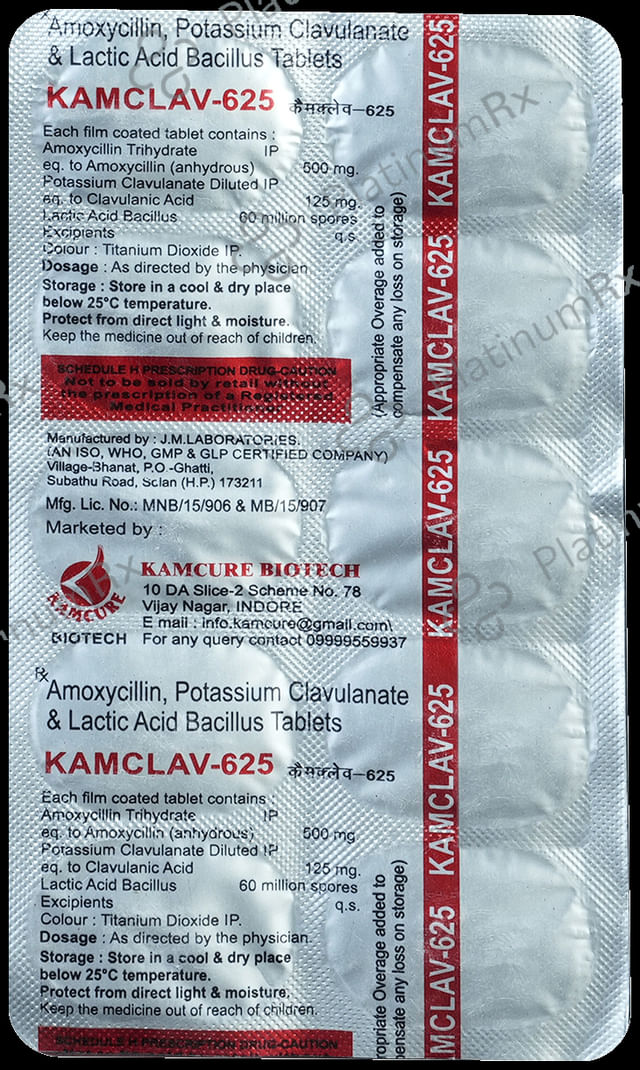 Rx
Amoxycillin, Potassium Clavulanate
& Lactic Acid Bacillus Tablets
KAMCLAV-625 कैमक्लेव–625
Each film coated tablet contains :
Amoxycillin Trihydrate IP
eq. to Amoxycillin (anhydrous) 500 mg.
Potassium Clavulanate Diluted IP
eq. to Clavulanic Acid 125 mg.
Lactic Acid Bacillus 60 million spores
Excipients q.s.
Colour : Titanium Dioxide IP.
Dosage : As directed by the physician.
Storage : Store in a cool & dry place
below 25°C temperature.
Protect from direct light & moisture.
Keep the medicine out of reach of children.
(Appropriate Overage added to
compensate any loss on storage)
SCHEDULE H PRESCRIPTION DRUG-CAUTION
Not to be sold by retail without
the prascription of a Registered
Medical Practitioner
Manufactured by : J.M.LABORATORIES.
(AN ISO, WHO, GMP & GLP CERTIFIED COMPANY)
Village-Bhanat, P.O.-Ghatti,
Subathu Road, Solan (H.P.) 173211
Mfg. Lic. No.: MNB/15/906 & MB/15/907
Marketed by :
KAMCURE
BIOTECH
KAMCURE BIOTECH
10 DA Slice-2 Scheme No. 78
Vijay Nagar, INDORE
E mail : info.kamcure@gmail.com\
For any query contact 09999559937
Rx
Amoxycillin, Potassium Clavulanate
& Lactic Acid Bacillus Tablets
KAMCLAV-625 कैमक्लेव–625
Each film coated tablet contains :
Amoxycillin Trihydrate IP
eq. to Amoxycillin (anhydrous) 500 mg
Potassium Clavulanate Diluted IP
eq. to Clavulanic Acid 125 mg.
Lactic Acid Bacillus 60 million spores
Excipients q.s.
Colour : Titanium Dioxide IP.
Dosage : As directed by the physician.
Storage : Store in a cool & dry place
below 25°C temperature.
Protect from direct light & moisture.
Keep the medicine out of reach of children.
ropriate Overage added to
pensate any loss on storage)
SCHEDULE H PRESCRIPTION DRUG-CAUTION
KAMCLAV-625
KAMCLAV-625
KAMCLAV-625
KAMCLAV-625
MCLAV-625
PlatinumRx
PlatinumRx
PlatinumRx